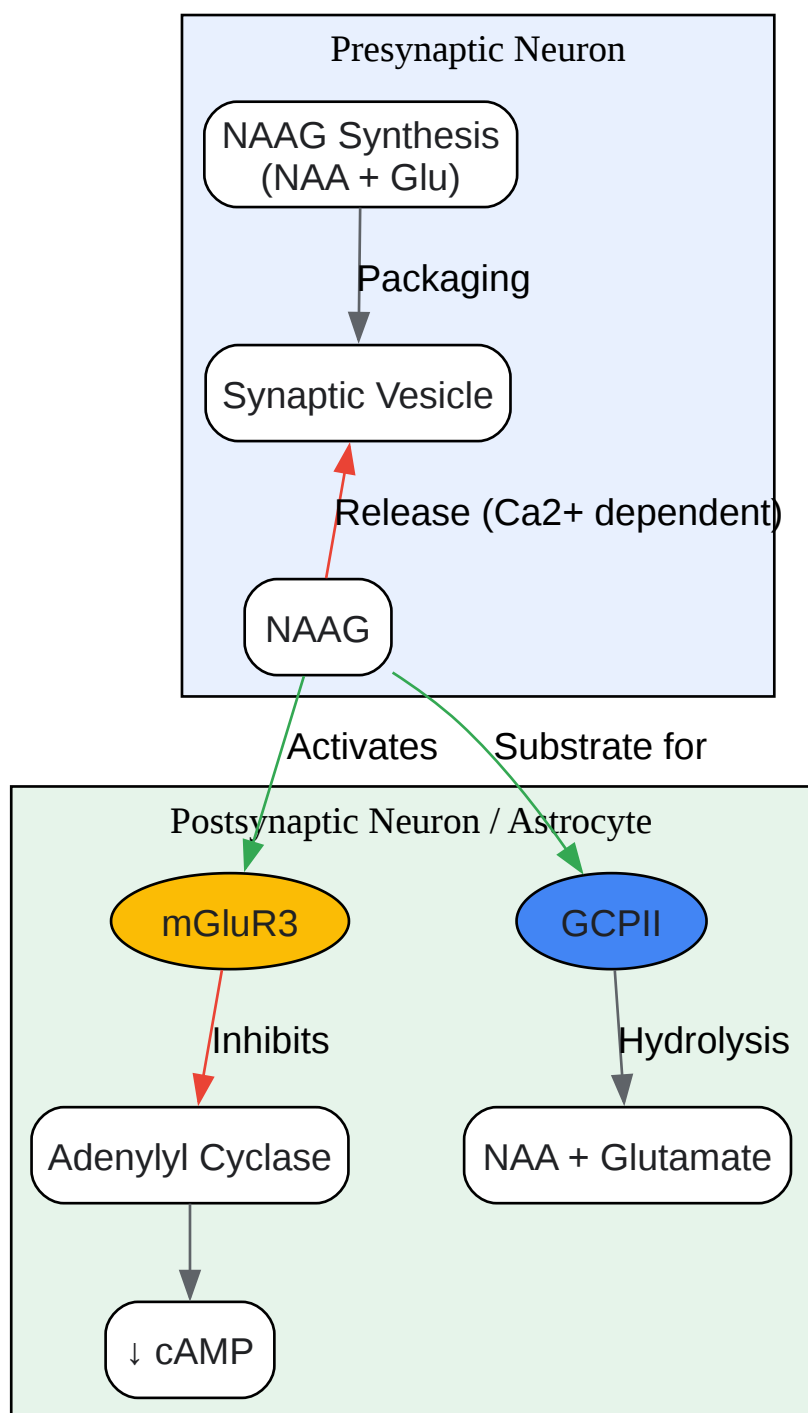 Presynaptic Neuron
NAAG Synthesis
(NAA + Glu)
Packaging
Synaptic Vesicle
Release (Ca2+ dependent)
NAAG
Activates
Substrate for
Postsynaptic Neuron / Astrocyte
mGluR3
GCPII
Inhibits
Hydrolysis
Adenylyl Cyclase
NAA + Glutamate
↓ cAMP